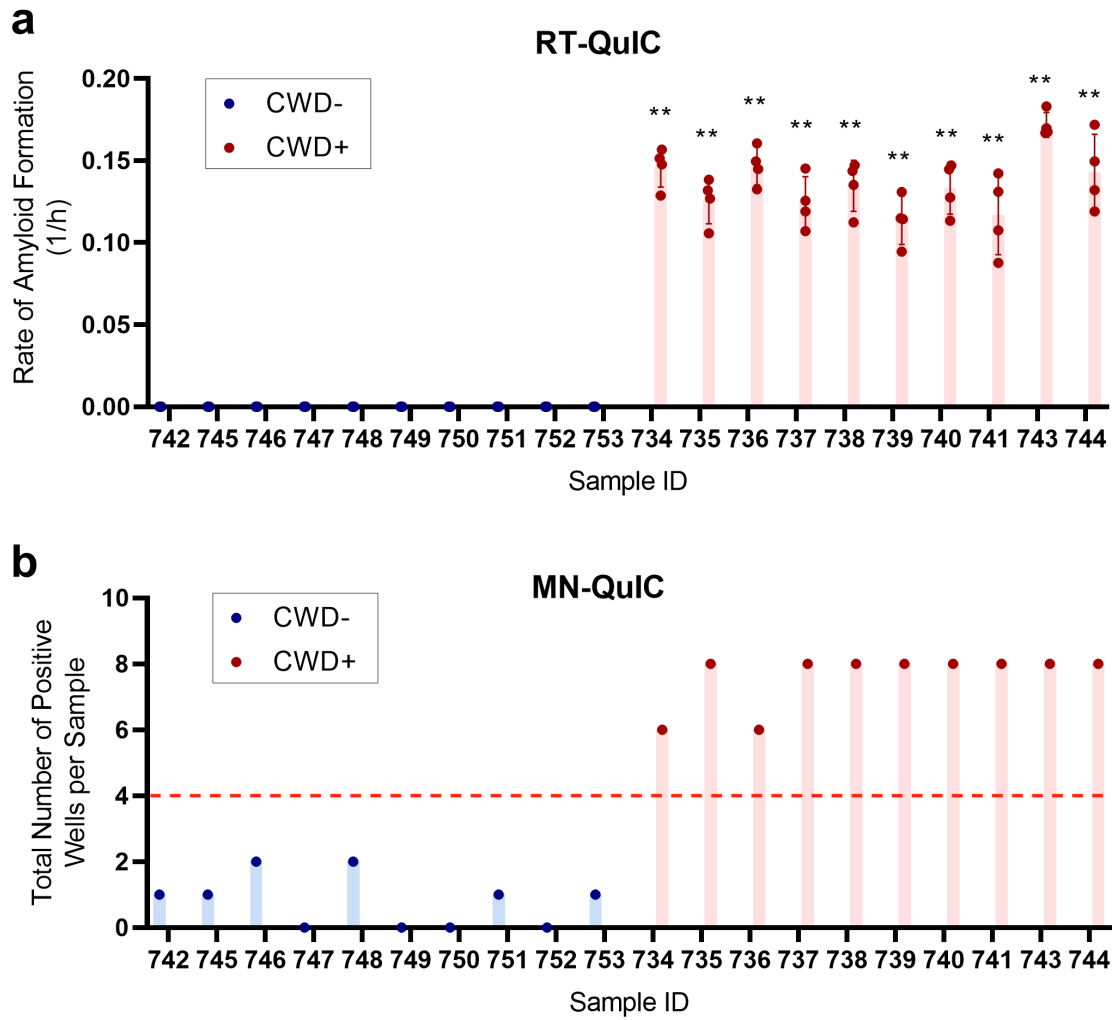 a
RT-QuIC
CWD-
CWD+
Rate of Amyloid Formation
(1/h)
0.20
0.15
0.10
0.05
0.00
** ** ** ** ** ** ** ** ** **
742 745 746 747 748 749 750 751 752 753 734 735 736 737 738 739 740 741 743 744
Sample ID
b
MN-QuIC
CWD-
CWD+
Total Number of Positive
Wells per Sample
10
8
6
4
2
0
742 745 746 747 748 749 750 751 752 753 734 735 736 737 738 739 740 741 743 744
Sample ID